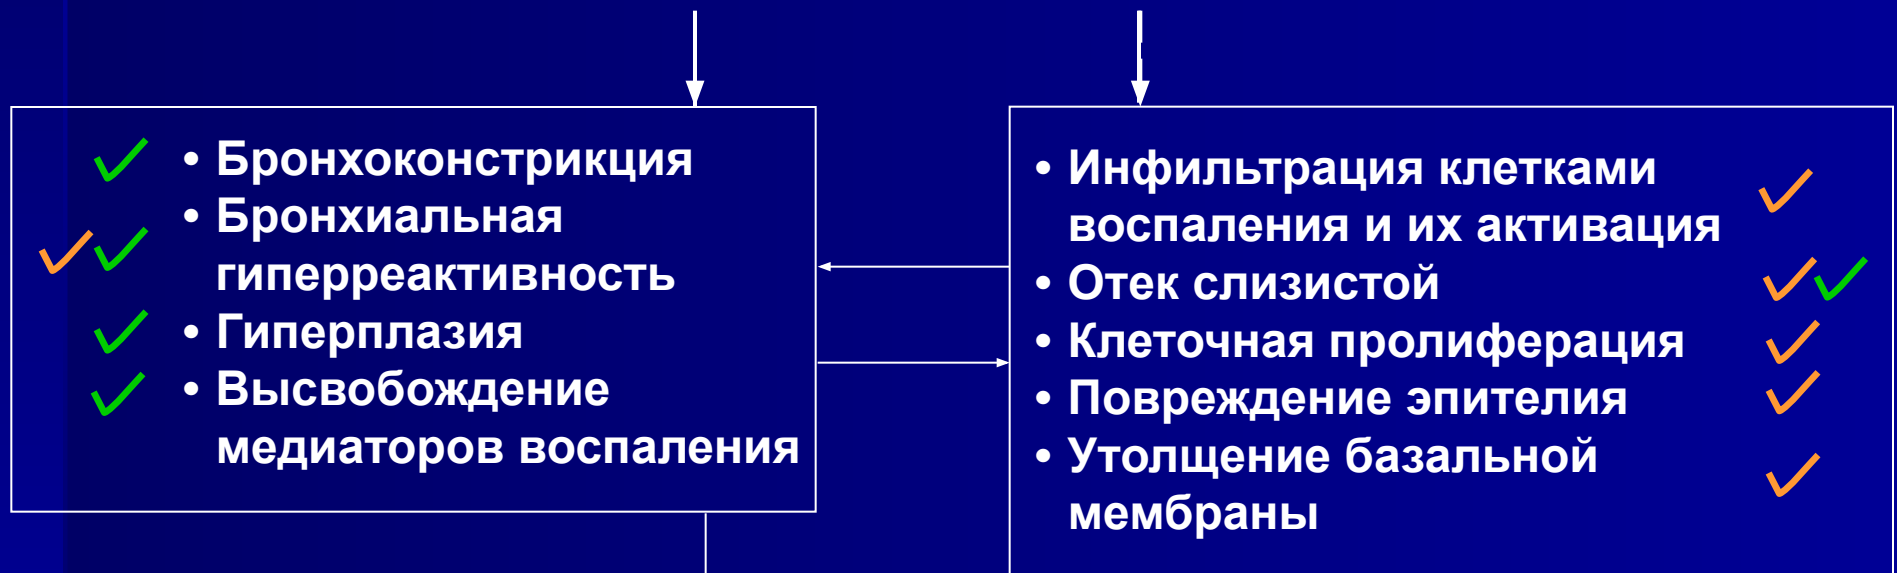 • Бронхоконстрикция
• Бронхиальная
гиперреактивность
• Гиперплазия
• Высвобождение
медиаторов воспаления
• Инфильтрация клетками
воспаления и их активация
• Отек слизистой
• Клеточная пролиферация
• Повреждение эпителия
• Утолщение базальной
мембраны